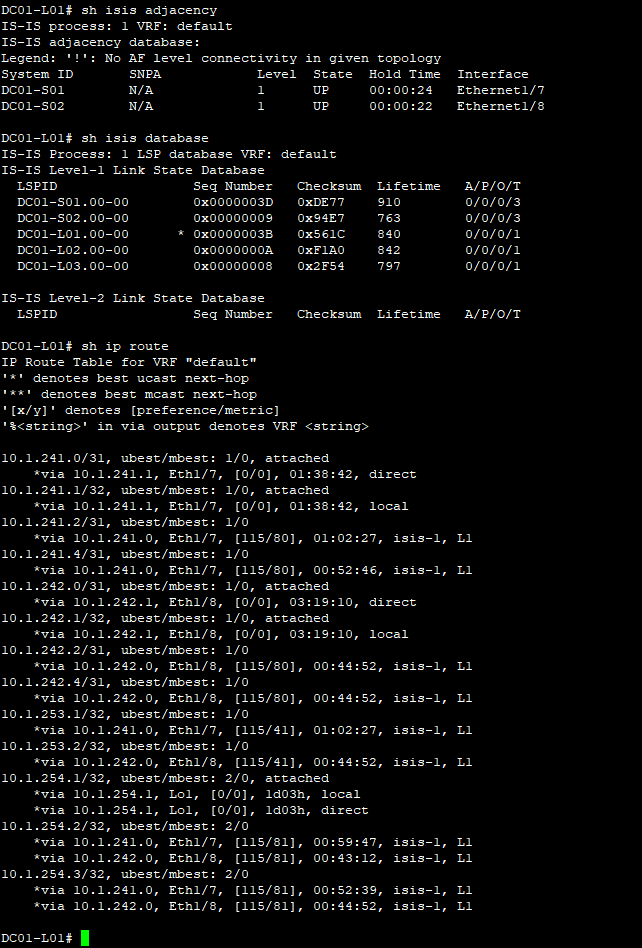 DC01-L01# sh isis adjacency
IS-IS process: 1 VRF: default
IS-IS adjacency database:
Legend: '!': No AF level connectivity in given topology
System ID       SNPA            Level  State  Hold Time  Interface
DC01-S01        N/A             1      UP     00:00:24   Ethernet1/7
DC01-S02        N/A             1      UP     00:00:22   Ethernet1/8

DC01-L01# sh isis database
IS-IS Process: 1 LSP database VRF: default
IS-IS Level-1 Link State Database
  LSPID                 Seq Number   Checksum  Lifetime   A/P/O/T
  DC01-S01.00-00        0x0000003D   0xDE77    910        0/0/0/3
  DC01-S02.00-00        0x00000009   0x94E7    763        0/0/0/3
  DC01-L01.00-00      * 0x0000003B   0x561C    840        0/0/0/1
  DC01-L02.00-00        0x0000000A   0xF1A0    842        0/0/0/1
  DC01-L03.00-00        0x00000008   0x2F54    797        0/0/0/1

IS-IS Level-2 Link State Database
  LSPID                 Seq Number   Checksum  Lifetime   A/P/O/T

DC01-L01# sh ip route
IP Route Table for VRF "default"
'*' denotes best ucast next-hop
'**' denotes best mcast next-hop
'[x/y]' denotes [preference/metric]
'%<string>' in via output denotes VRF <string>

10.1.241.0/31, ubest/mbest: 1/0, attached
    *via 10.1.241.1, Eth1/7, [0/0], 01:38:42, direct
10.1.241.1/32, ubest/mbest: 1/0, attached
    *via 10.1.241.1, Eth1/7, [0/0], 01:38:42, local
10.1.241.2/31, ubest/mbest: 1/0
    *via 10.1.241.0, Eth1/7, [115/80], 01:02:27, isis-1, L1
10.1.241.4/31, ubest/mbest: 1/0
    *via 10.1.241.0, Eth1/7, [115/80], 00:52:46, isis-1, L1
10.1.242.0/31, ubest/mbest: 1/0, attached
    *via 10.1.242.1, Eth1/8, [0/0], 03:19:10, direct
10.1.242.1/32, ubest/mbest: 1/0, attached
    *via 10.1.242.1, Eth1/8, [0/0], 03:19:10, local
10.1.242.2/31, ubest/mbest: 1/0
    *via 10.1.242.0, Eth1/8, [115/80], 00:44:52, isis-1, L1
10.1.242.4/31, ubest/mbest: 1/0
    *via 10.1.242.0, Eth1/8, [115/80], 00:44:52, isis-1, L1
10.1.253.1/32, ubest/mbest: 1/0
    *via 10.1.241.0, Eth1/7, [115/41], 01:02:27, isis-1, L1
10.1.253.2/32, ubest/mbest: 1/0
    *via 10.1.242.0, Eth1/8, [115/41], 00:44:52, isis-1, L1
10.1.254.1/32, ubest/mbest: 2/0, attached
    *via 10.1.254.1, Lo1, [0/0], 1d03h, local
    *via 10.1.254.1, Lo1, [0/0], 1d03h, direct
10.1.254.2/32, ubest/mbest: 2/0
    *via 10.1.241.0, Eth1/7, [115/81], 00:59:47, isis-1, L1
    *via 10.1.242.0, Eth1/8, [115/81], 00:43:12, isis-1, L1
10.1.254.3/32, ubest/mbest: 2/0
    *via 10.1.241.0, Eth1/7, [115/81], 00:52:39, isis-1, L1
    *via 10.1.242.0, Eth1/8, [115/81], 00:44:52, isis-1, L1

DC01-L01#